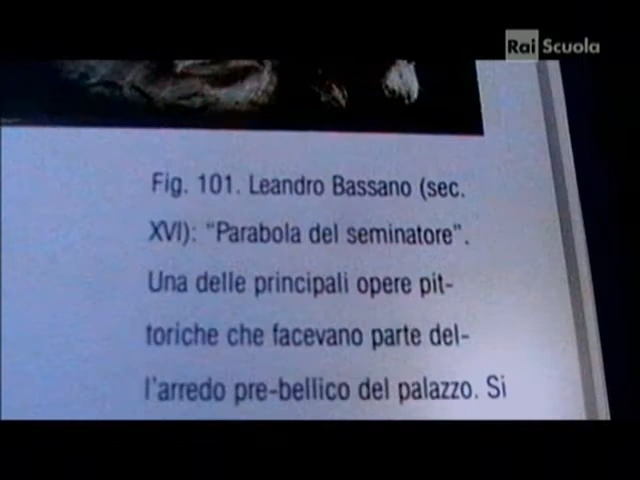 Rai Scuola
Fig. 101. Leandro Bassano (sec.
XVI): "Parabola del seminatore".
Una delle principali opere pit-
toriche che facevano parte del-
l'arredo pre-bellico del palazzo. Si